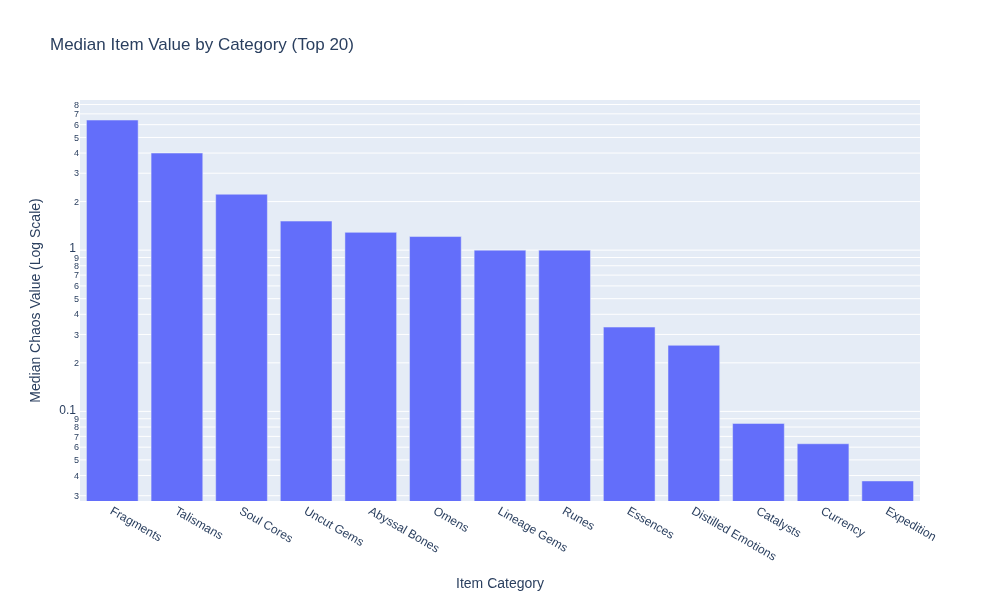 Median Item Value by Category (Top 20)
Median Chaos Value (Log Scale)
8
7
6
5
4
3
2
1
9
8
7
6
5
4
3
2
0.1
9
8
7
6
5
4
3
Fragments
Talismans
Soul Cores
Uncut Gems
Abyssal Bones
Omens
Lineage Gems
Runes
Essences
Distilled Emotions
Catalysts
Currency
Expedition
Item Category